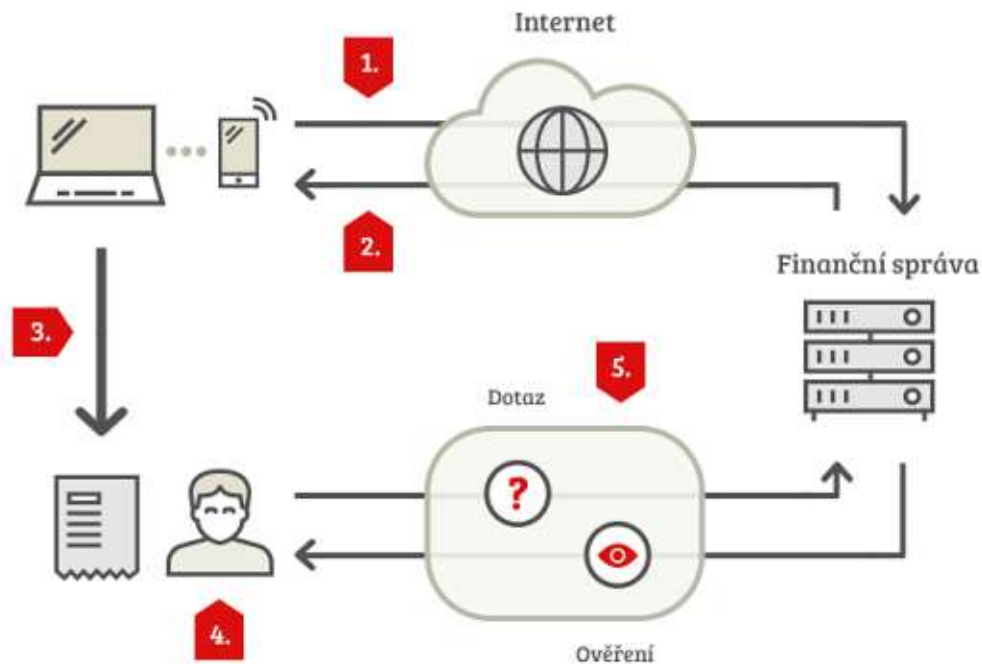 Internet
1.
2.
Finanční správa
3.
5.
Dotaz
?
4.
Ověření